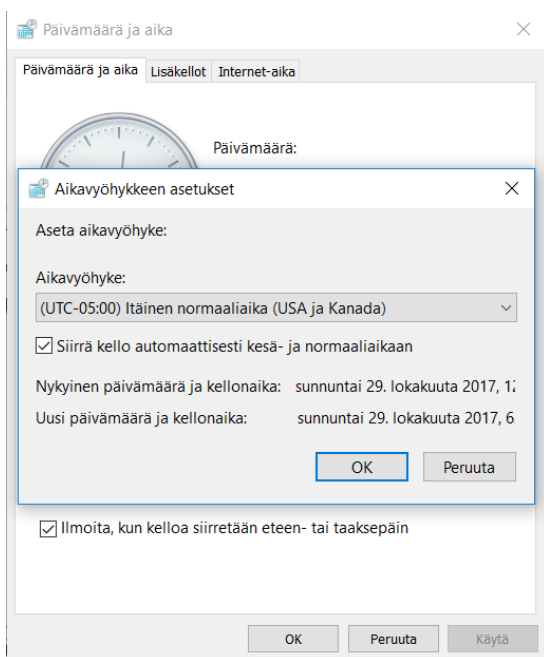 Päivämäärä ja aika
Päivämäärä ja aika Lisäkellot Internet-aika
Päivämäärä:
Aikavyöhykkeen asetukset
Aseta aikavyöhyke:
Aikavyöhyke:
(UTC-05:00) Itäinen normaaliaika (USA ja Kanada)
Siirrä kello automaattisesti kesä- ja normaaliaikaan
Nykyinen päivämäärä ja kellonaika: sunnuntai 29. lokakuuta 2017,
Uusi päivämäärä ja kellonaika: sunnuntai 29. lokakuuta 2017, 6
OK Peruuta
Ilmoita, kun kelloa siirretään eteen- tai taaksepäin
OK Peruuta Käytä